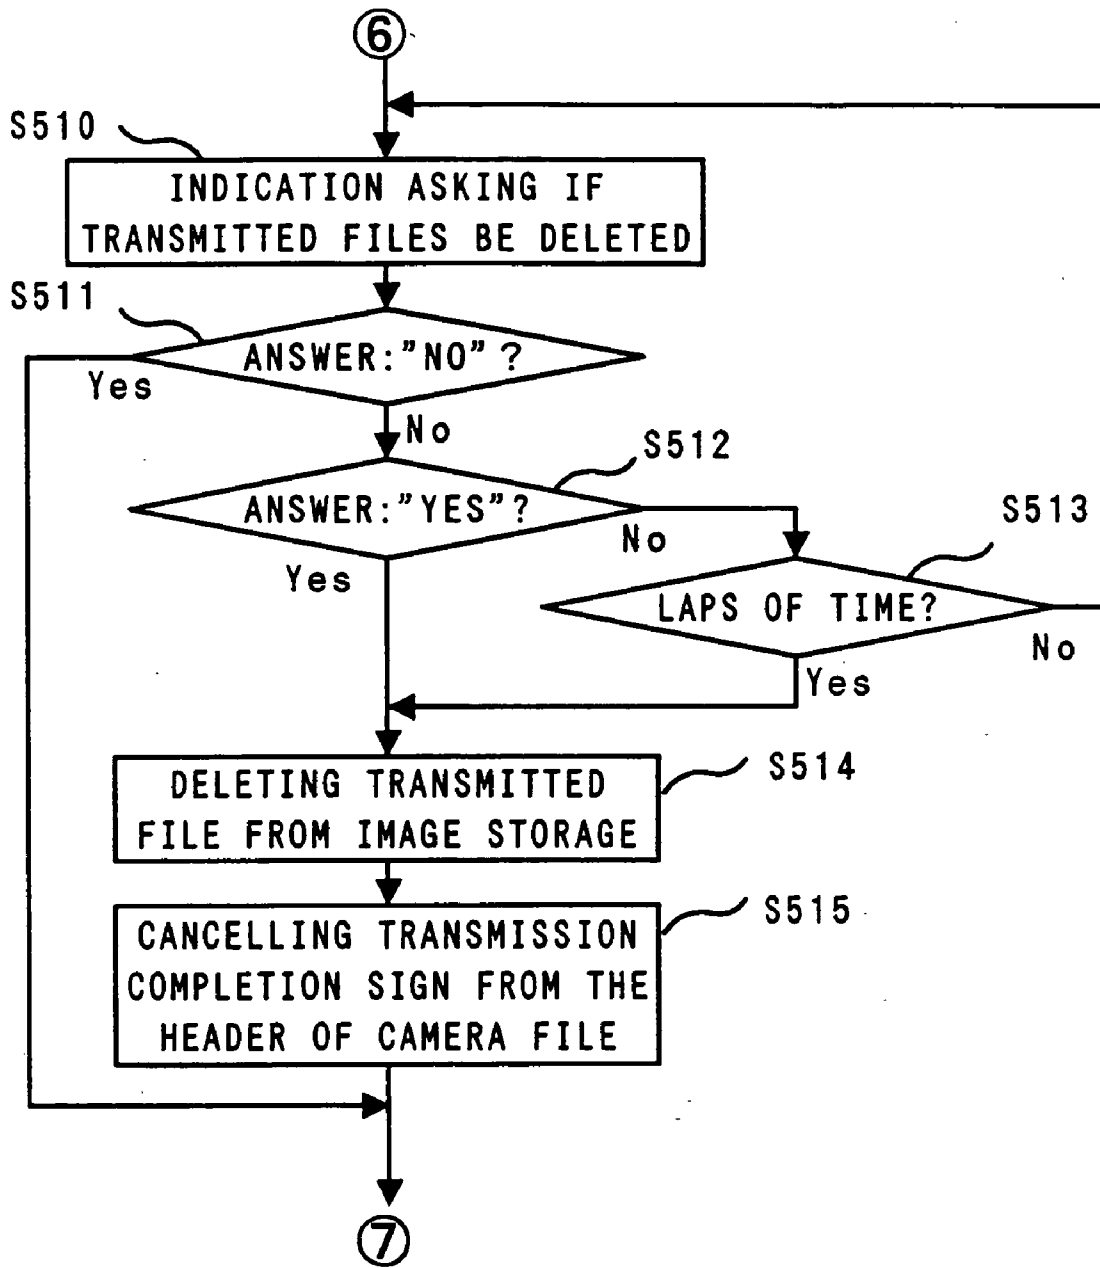 6
S510
INDICATION ASKING IF
TRANSMITTED FILES BE DELETED
S511
ANSWER:"NO"?
Yes
No
S512
ANSWER:"YES"?
No
S513
Yes
LAPS OF TIME?
No
Yes
S514
DELETING TRANSMITTED
FILE FROM IMAGE STORAGE
S515
CANCELLING TRANSMISSION
COMPLETION SIGN FROM THE
HEADER OF CAMERA FILE
7